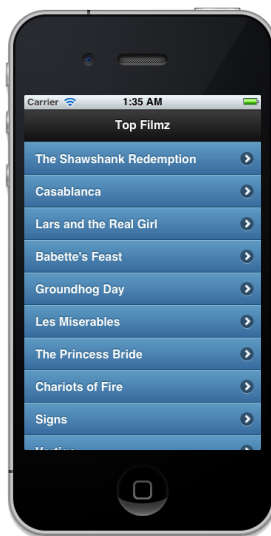 Carrier
1:35 AM
Top Filmz
The Shawshank Redemption
Casablanca
Lars and the Real Girl
Babette's Feast
Groundhog Day
Les Miserables
The Princess Bride
Chariots of Fire
Signs